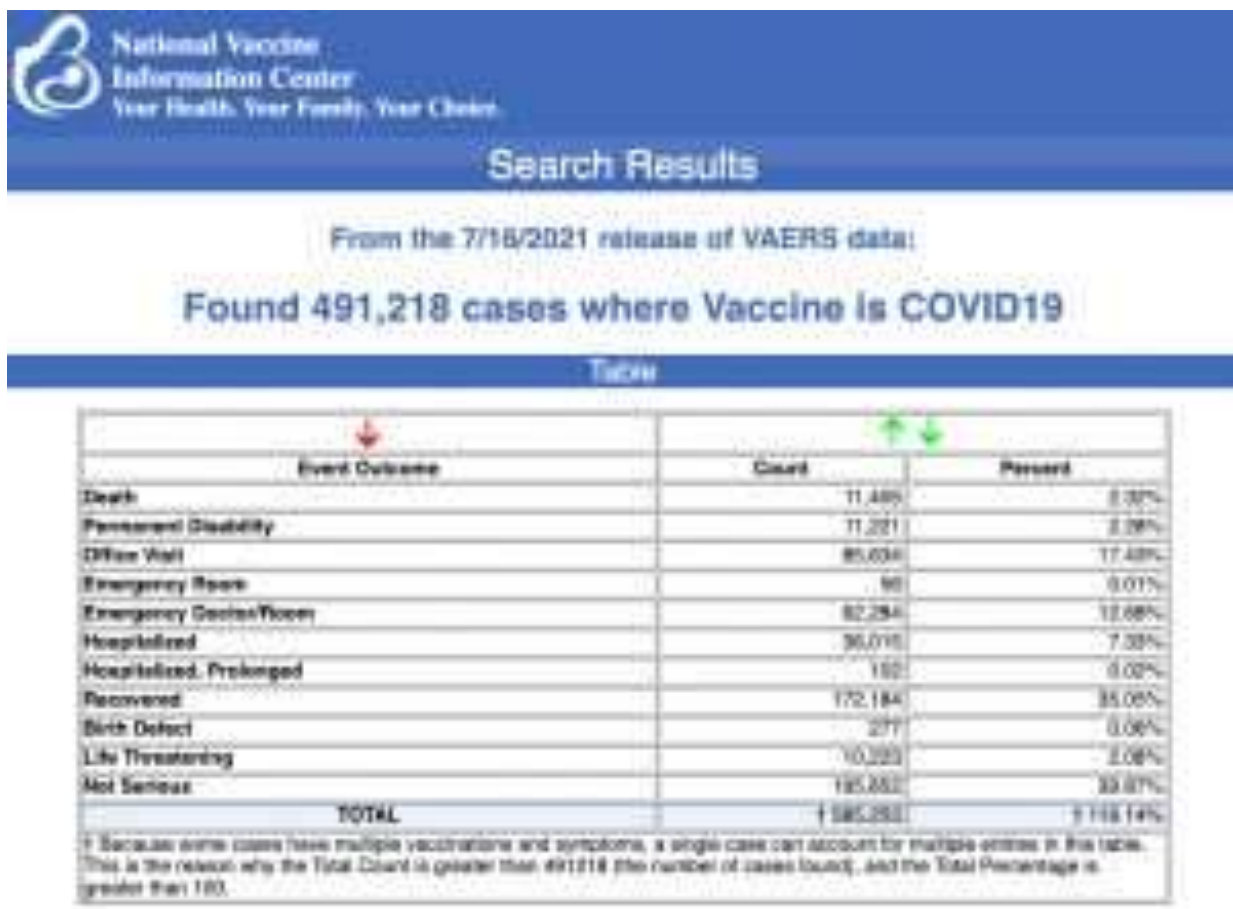 National Vaccine
Information Center
Your Health. Your Family. Your Choice.
Search Results
From the 7/16/2021 release of VAERS data:
Found 491,218 cases where Vaccine is COVID19
Table
Event Outcome Count Percent
Death 11,405 2.32%
Permanent Disability 11,221 2.28%
Office Visit 85,634 17.43%
Emergency Room 56 0.01%
Emergency Doctor/Room 62,284 12.68%
Hospitalized 36,015 7.33%
Hospitalized, Prolonged 102 0.02%
Recovered 172,184 35.05%
Birth Defect 277 0.06%
Life Threatening 10,223 2.08%
Not Serious 195,852 39.87%
TOTAL † 585,253 † 119.14%
† Because some cases have multiple vaccinations and symptoms, a single case can account for multiple entries in this table.
This is the reason why the Total Count is greater than 491218 (the number of cases found), and the Total Percentage is
greater than 100.